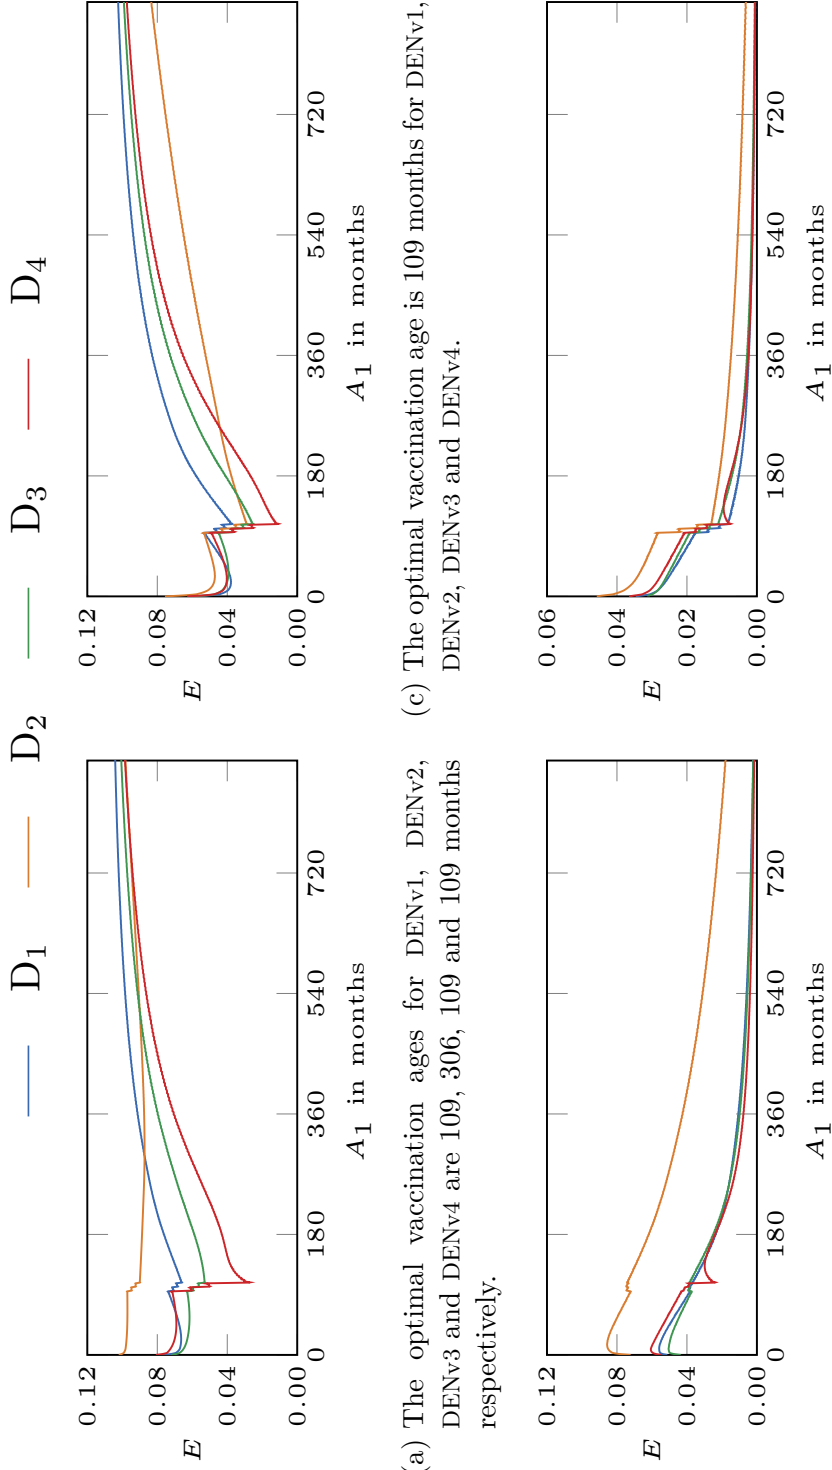 D1 D2 D3 D4
0.12
0.08
0.04
0.00
E
0 180 360 540 720
A1 in months
(a) The optimal vaccination ages for DENv1, DENv2,
DENv3 and DENv4 are 109, 306, 109 and 109 months
respectively.
0.12
0.08
0.04
0.00
E
0 180 360 540 720
A1 in months
(c) The optimal vaccination age is 109 months for DENv1,
DENv2, DENv3 and DENv4.
0.12
0.08
0.04
0.00
E
0 180 360 540 720
A1 in months
0.06
0.04
0.02
0.00
E
0 180 360 540 720
A1 in months